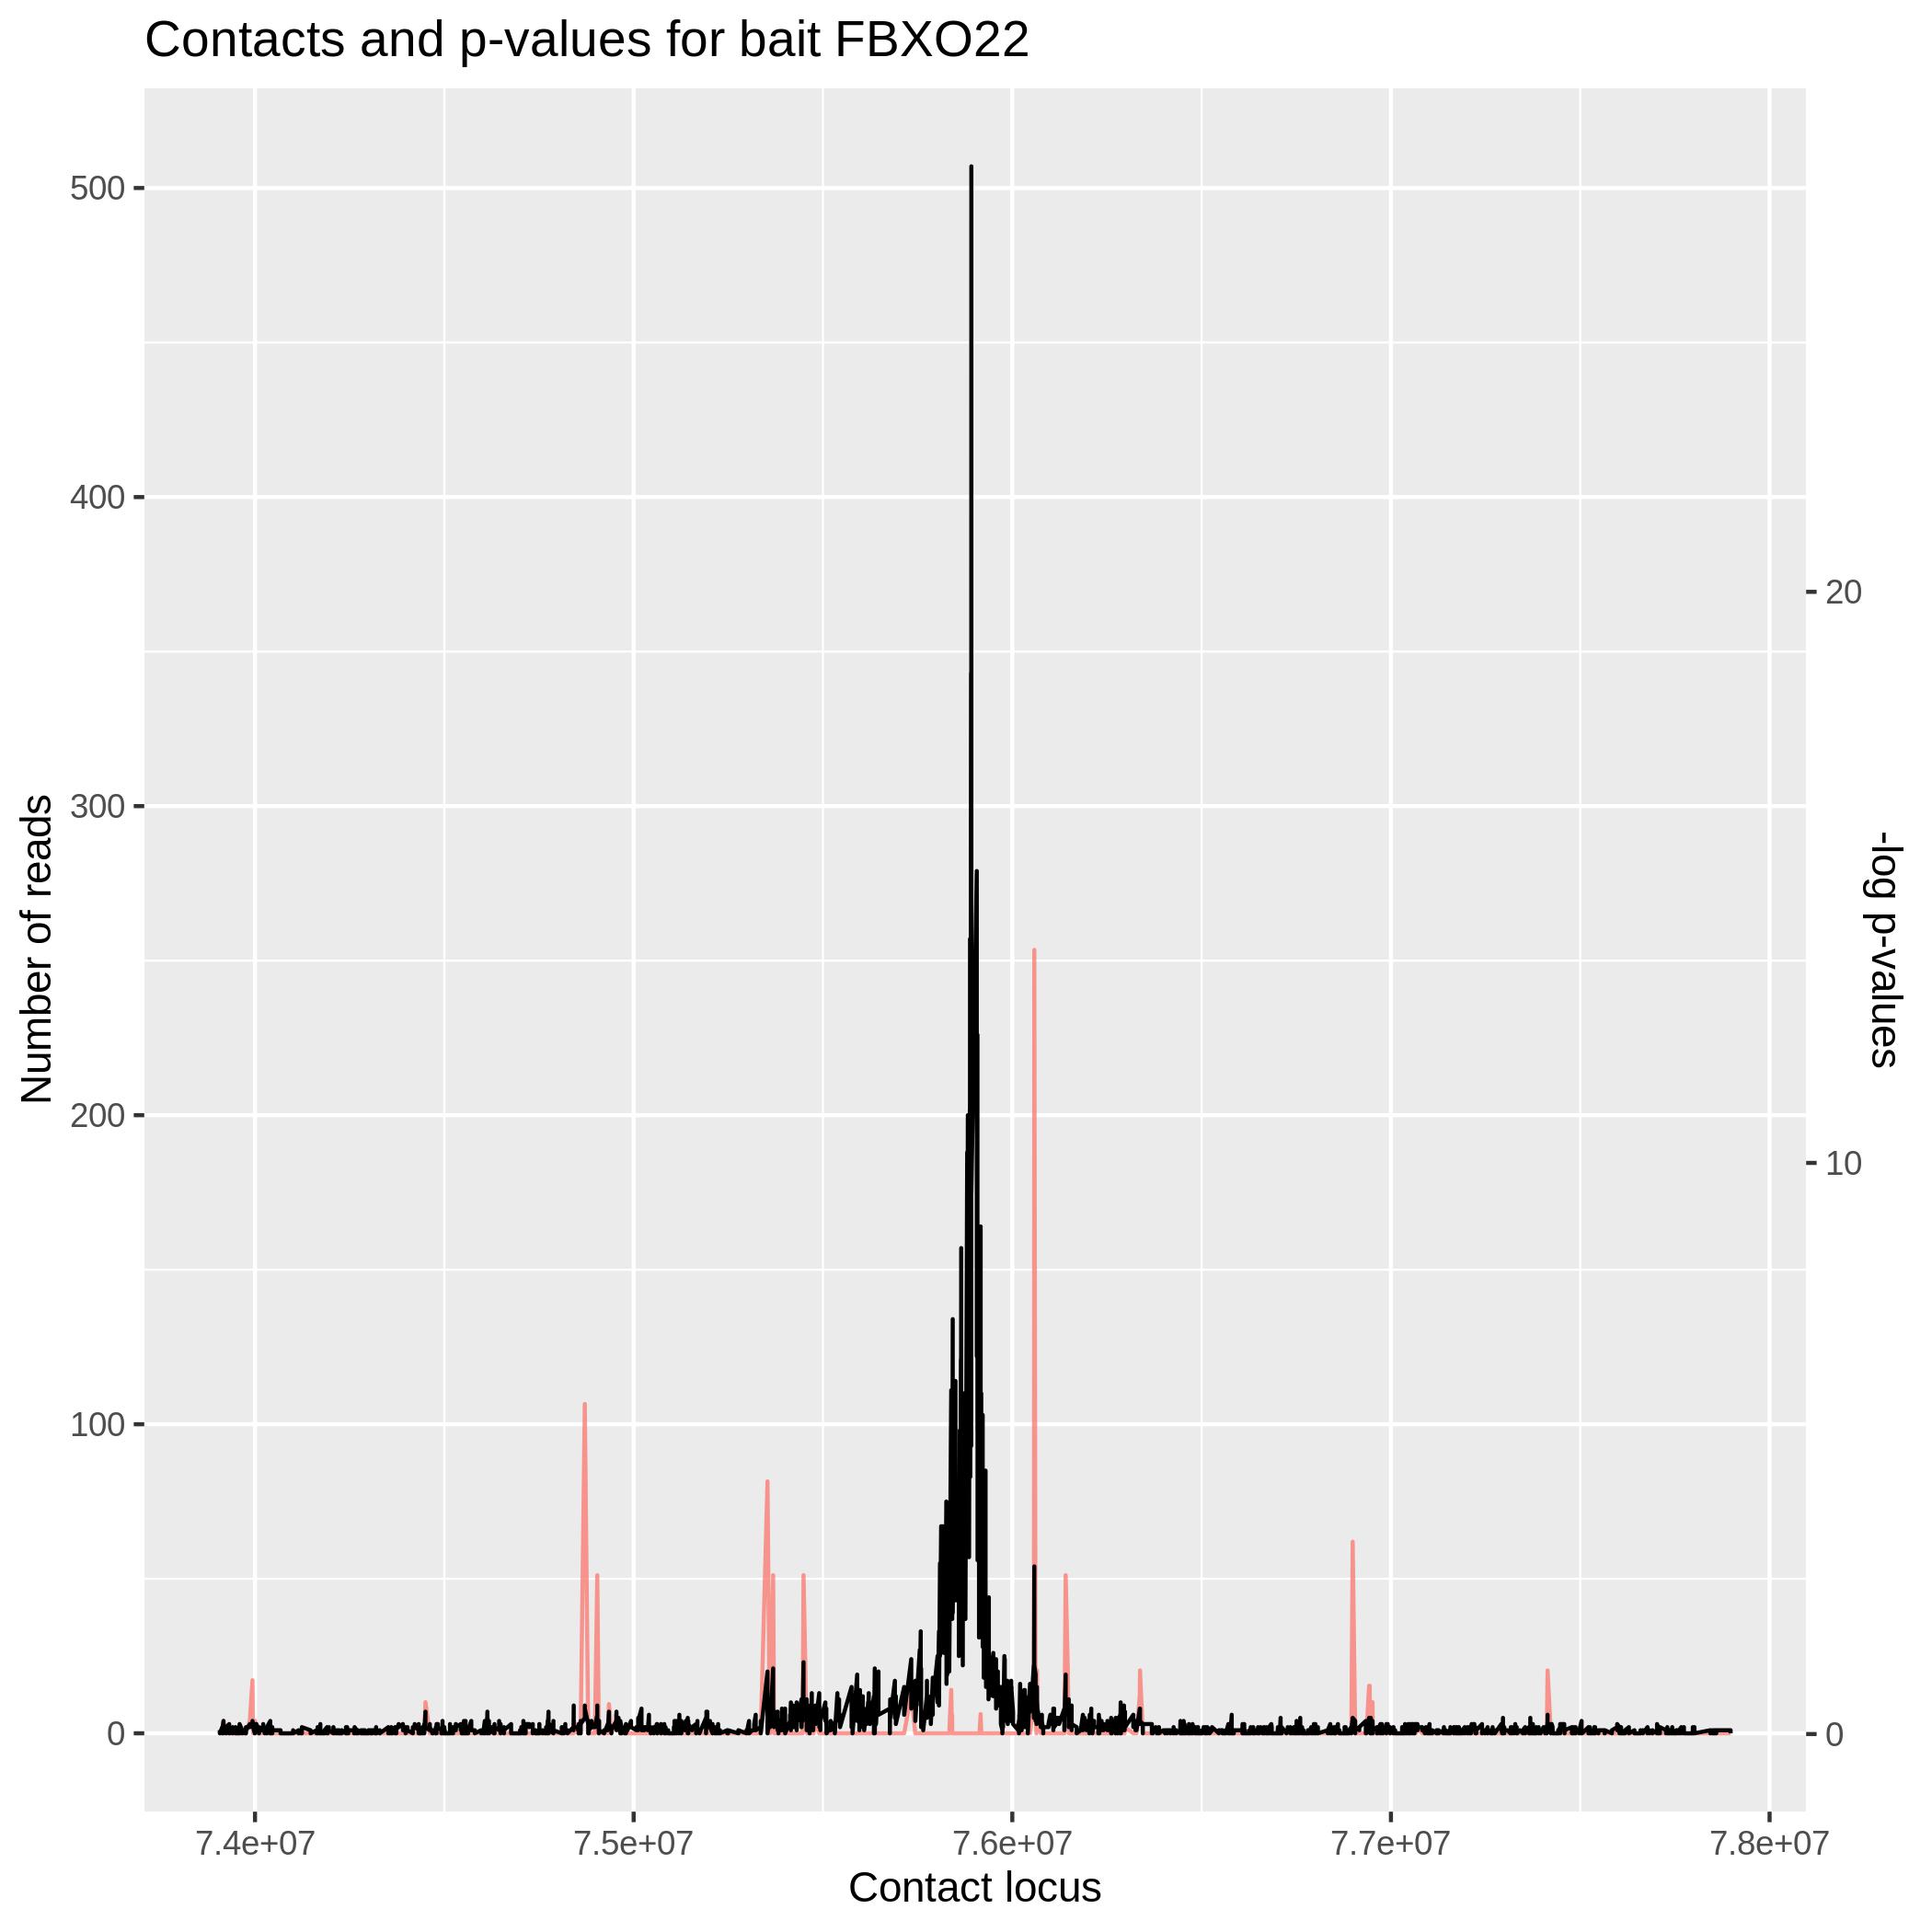 Contacts and p-values for bait FBXO22
500
400
300
200
100
0
Number of reads
20
10
0
-log p-values
7.4e+07
7.5e+07
7.6e+07
7.7e+07
7.8e+07
Contact locus